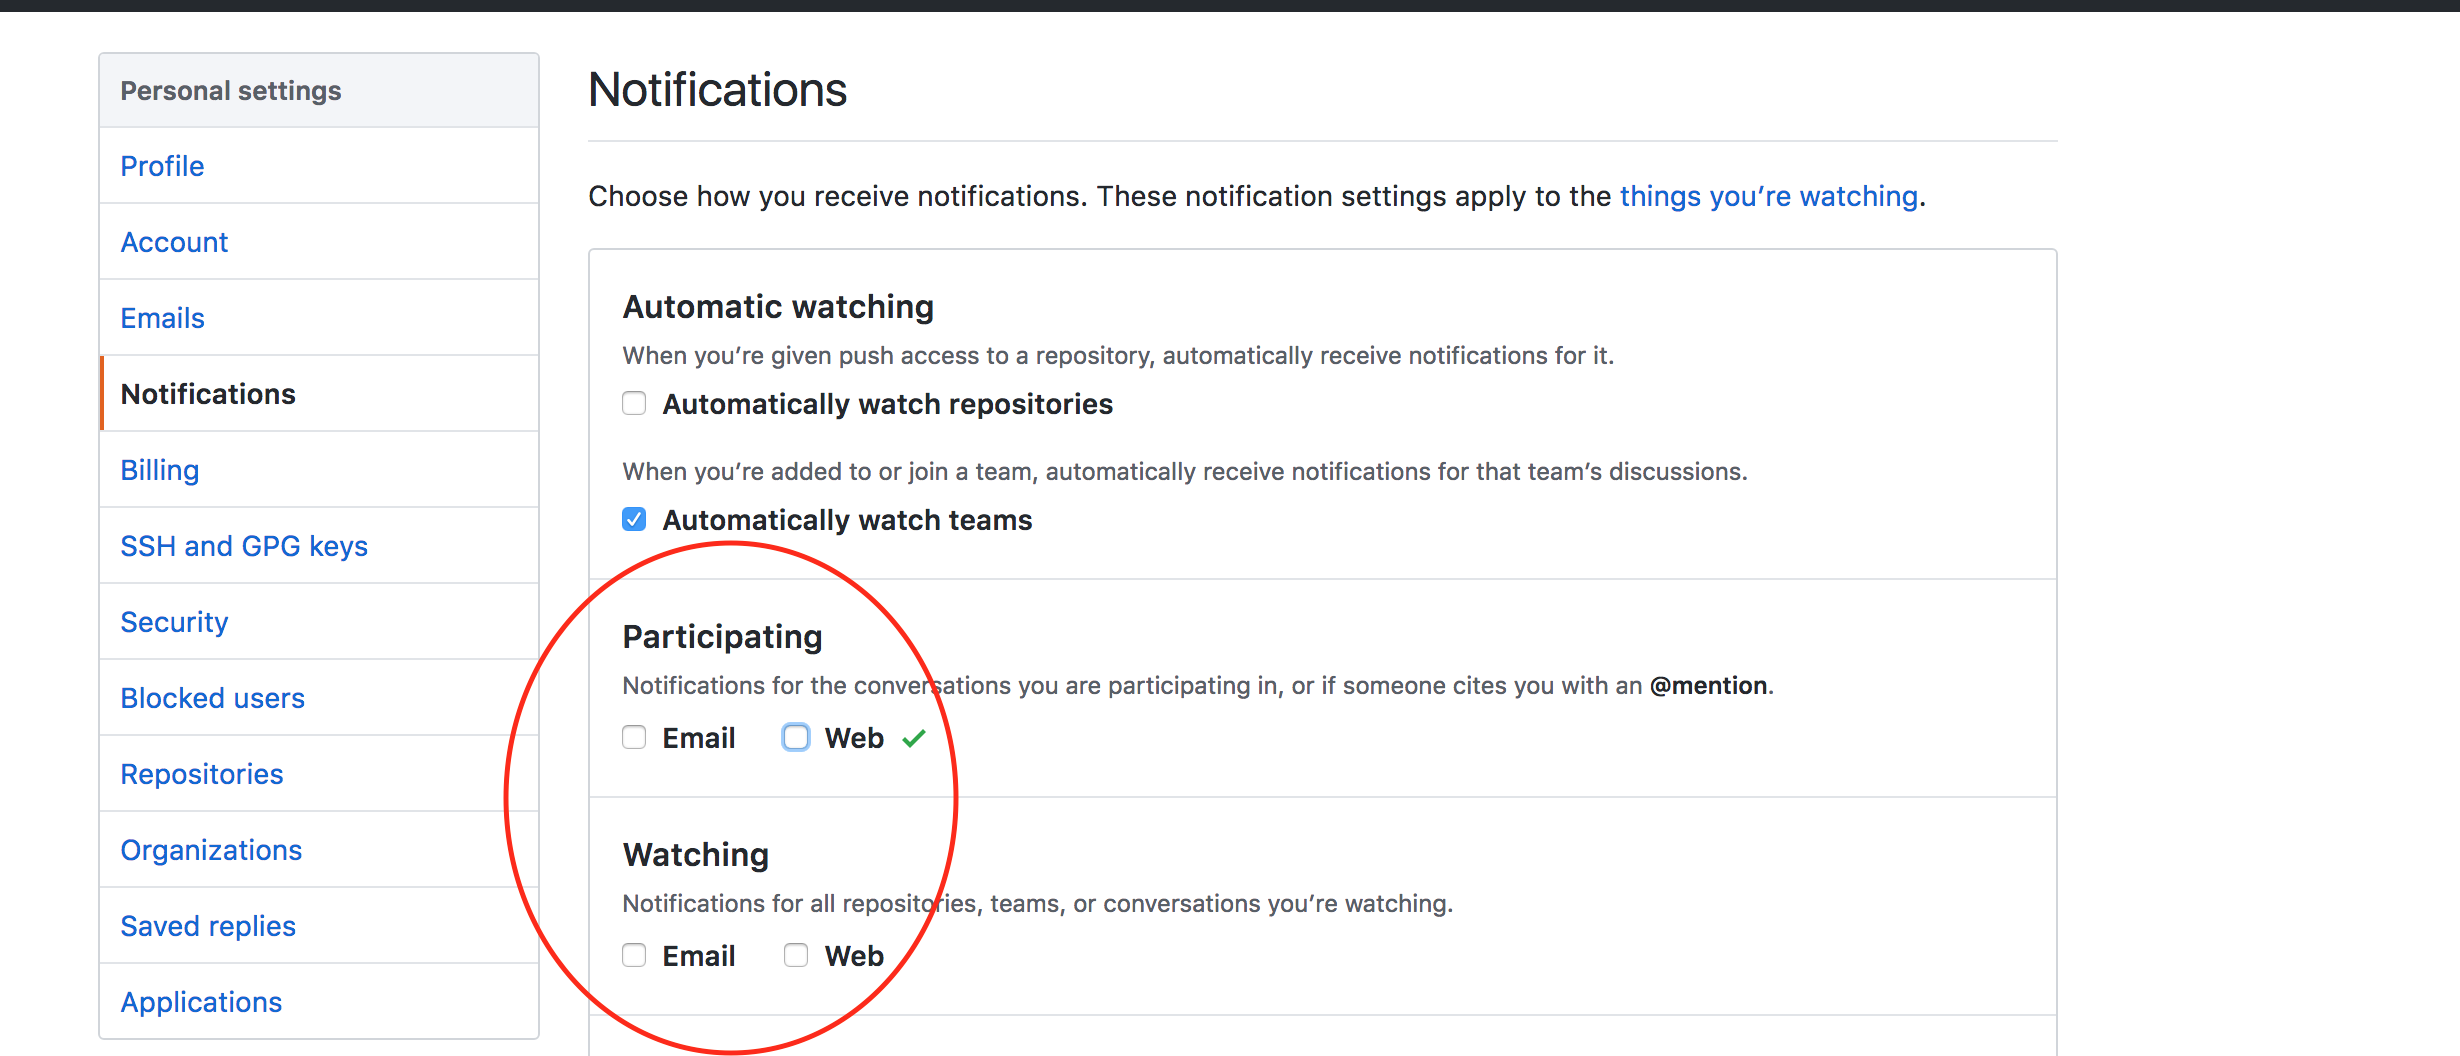 Personal settings
Profile
Account
Emails
Notifications
Billing
SSH and GPG keys
Security
Blocked users
Repositories
Organizations
Saved replies
Applications
Notifications
Choose how you receive notifications. These notification settings apply to the things you’re watching.
Automatic watching
When you’re given push access to a repository, automatically receive notifications for it.
Automatically watch repositories
When you’re added to or join a team, automatically receive notifications for that team’s discussions.
Automatically watch teams
Participating
Notifications for the conversations you are participating in, or if someone cites you with an @mention.
Email Web
Watching
Notifications for all repositories, teams, or conversations you’re watching.
Email Web